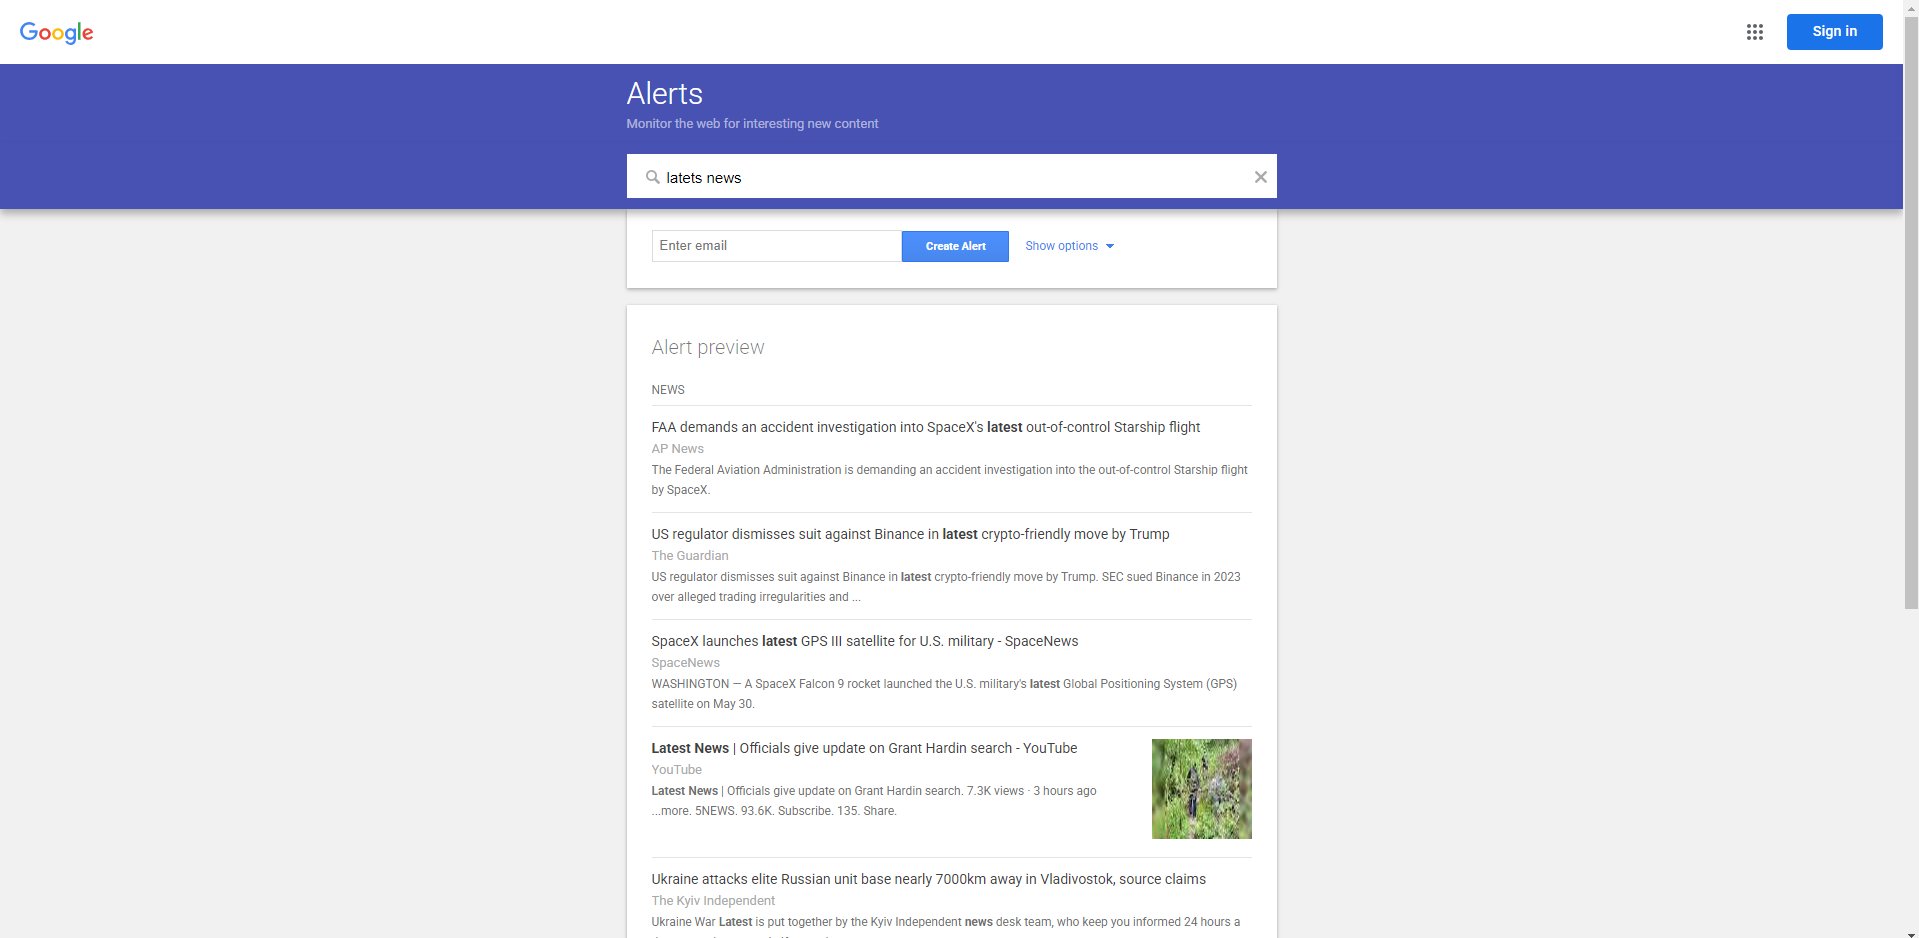 Google
Sign in
Alerts
Monitor the web for interesting new content
latets news
Enter email
Create Alert
Show options
Alert preview
NEWS
FAA demands an accident investigation into SpaceX's latest out-of-control Starship flight
AP News
The Federal Aviation Administration is demanding an accident investigation into the out-of-control Starship flight
by SpaceX.
US regulator dismisses suit against Binance in latest crypto-friendly move by Trump
The Guardian
US regulator dismisses suit against Binance in latest crypto-friendly move by Trump. SEC sued Binance in 2023
over alleged trading irregularities and ...
SpaceX launches latest GPS III satellite for U.S. military - SpaceNews
SpaceNews
WASHINGTON — A SpaceX Falcon 9 rocket launched the U.S. military's latest Global Positioning System (GPS)
satellite on May 30.
Latest News | Officials give update on Grant Hardin search - YouTube
YouTube
Latest News | Officials give update on Grant Hardin search. 7.3K views · 3 hours ago
...more. 5NEWS. 93.6K. Subscribe. 135. Share.
Ukraine attacks elite Russian unit base nearly 7000km away in Vladivostok, source claims
The Kyiv Independent
Ukraine War Latest is put together by the Kyiv Independent news desk team, who keep you informed 24 hours a